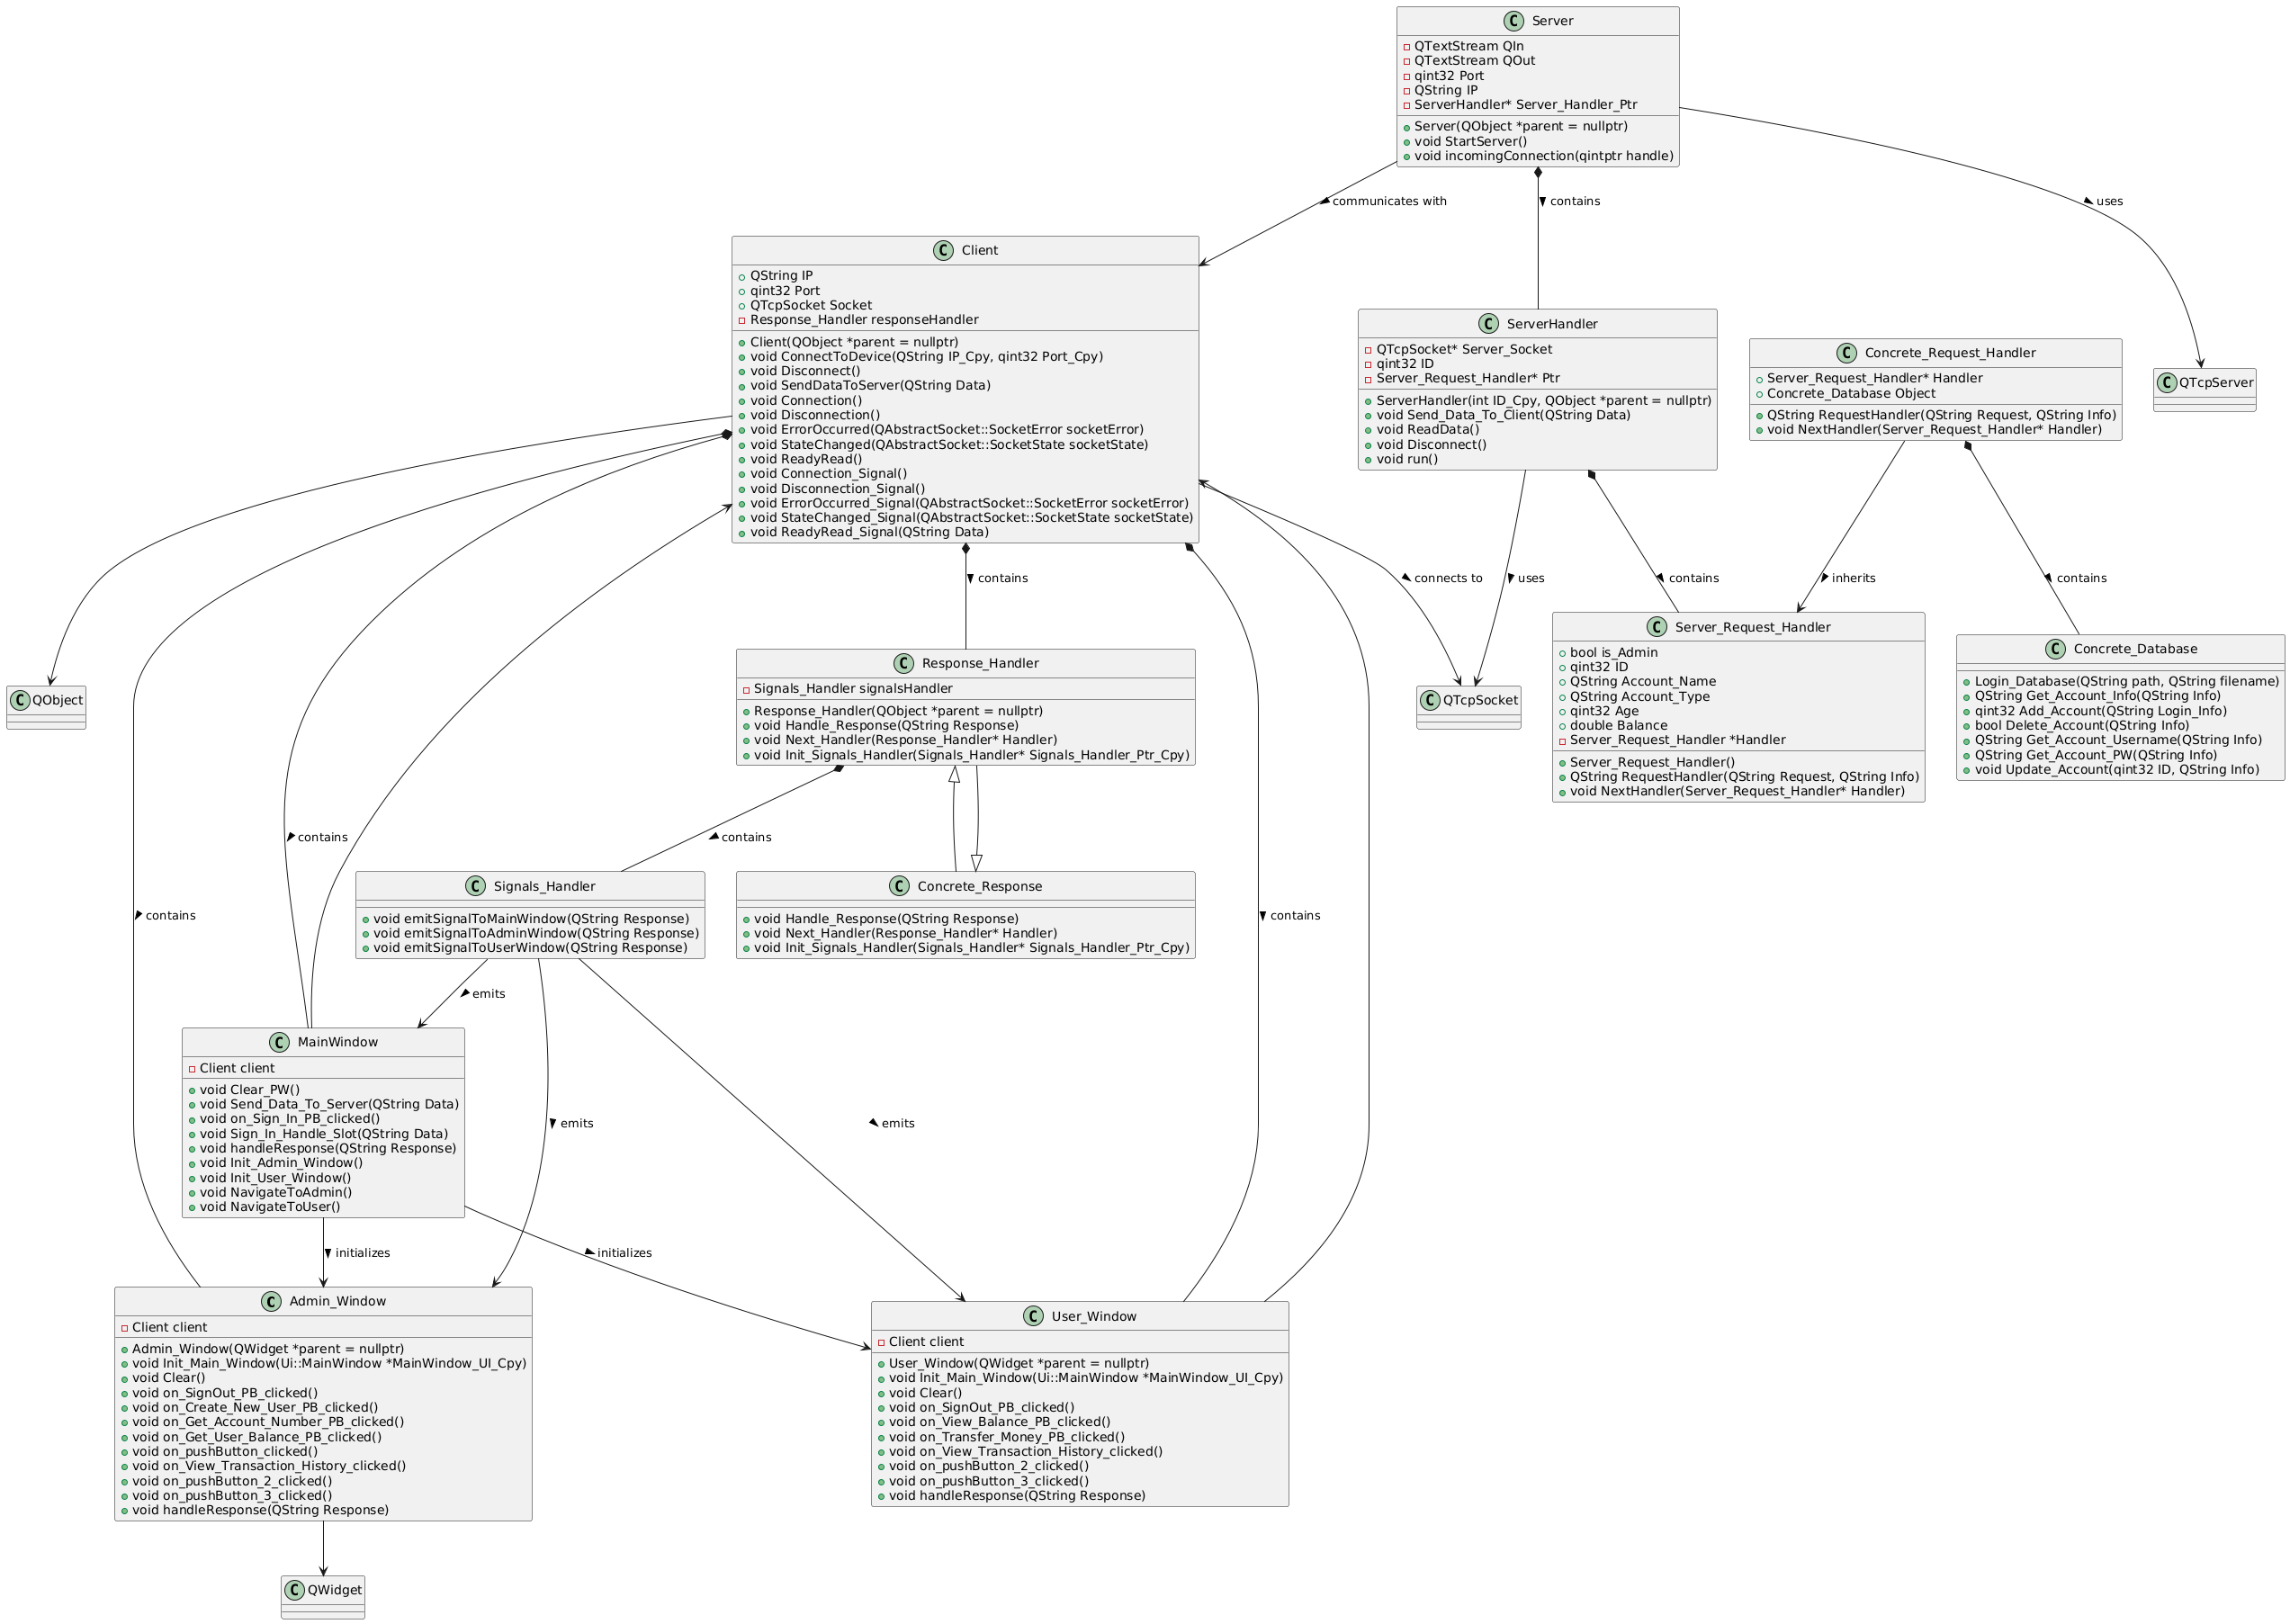 C Server
QTextStream QIn
QTextStream QOut
qint32 Port
QString IP
ServerHandler* Server_Handler_Ptr
Server(QObject *parent = nullptr)
void StartServer()
void incomingConnection(qintptr handle)
communicates with
contains
uses
C Client
QString IP
qint32 Port
QTcpSocket Socket
Response_Handler responseHandler
Client(QObject *parent = nullptr)
void ConnectToDevice(QString IP_Cpy, qint32 Port_Cpy)
void Disconnect()
void SendDataToServer(QString Data)
void Connection()
void Disconnection()
void ErrorOccurred(QAbstractSocket::SocketError socketError)
void StateChanged(QAbstractSocket::SocketState socketState)
void ReadyRead()
void Connection_Signal()
void Disconnection_Signal()
void ErrorOccurred_Signal(QAbstractSocket::SocketError socketError)
void StateChanged_Signal(QAbstractSocket::SocketState socketState)
void ReadyRead_Signal(QString Data)
C ServerHandler
QTcpSocket* Server_Socket
qint32 ID
Server_Request_Handler* Ptr
ServerHandler(int ID_Cpy, QObject *parent = nullptr)
void Send_Data_To_Client(QString Data)
void ReadData()
void Disconnect()
void run()
C Concrete_Request_Handler
Server_Request_Handler* Handler
Concrete_Database Object
QString RequestHandler(QString Request, QString Info)
void NextHandler(Server_Request_Handler* Handler)
C QTcpServer
contains
connects to
uses
contains
inherits
contains
C QObject
C Response_Handler
Signals_Handler signalsHandler
Response_Handler(QObject *parent = nullptr)
void Handle_Response(QString Response)
void Next_Handler(Response_Handler* Handler)
void Init_Signals_Handler(Signals_Handler* Signals_Handler_Ptr_Cpy)
C QTcpSocket
C Server_Request_Handler
bool is_Admin
qint32 ID
QString Account_Name
QString Account_Type
qint32 Age
double Balance
Server_Request_Handler *Handler
Server_Request_Handler()
QString RequestHandler(QString Request, QString Info)
void NextHandler(Server_Request_Handler* Handler)
C Concrete_Database
Login_Database(QString path, QString filename)
QString Get_Account_Info(QString Info)
qint32 Add_Account(QString Login_Info)
bool Delete_Account(QString Info)
QString Get_Account_Username(QString Info)
QString Get_Account_PW(QString Info)
void Update_Account(qint32 ID, QString Info)
contains
contains
contains
contains
C Signals_Handler
void emitSignalToMainWindow(QString Response)
void emitSignalToAdminWindow(QString Response)
void emitSignalToUserWindow(QString Response)
C Concrete_Response
void Handle_Response(QString Response)
void Next_Handler(Response_Handler* Handler)
void Init_Signals_Handler(Signals_Handler* Signals_Handler_Ptr_Cpy)
emits
emits
emits
C MainWindow
Client client
void Clear_PW()
void Send_Data_To_Server(QString Data)
void on_Sign_In_PB_clicked()
void Sign_In_Handle_Slot(QString Data)
void handleResponse(QString Response)
void Init_Admin_Window()
void Init_User_Window()
void NavigateToAdmin()
void NavigateToUser()
initializes
initializes
C Admin_Window
Client client
Admin_Window(QWidget *parent = nullptr)
void Init_Main_Window(Ui::MainWindow *MainWindow_UI_Cpy)
void Clear()
void on_SignOut_PB_clicked()
void on_Create_New_User_PB_clicked()
void on_Get_Account_Number_PB_clicked()
void on_Get_User_Balance_PB_clicked()
void on_pushButton_clicked()
void on_View_Transaction_History_clicked()
void on_pushButton_2_clicked()
void on_pushButton_3_clicked()
void handleResponse(QString Response)
C User_Window
Client client
User_Window(QWidget *parent = nullptr)
void Init_Main_Window(Ui::MainWindow *MainWindow_UI_Cpy)
void Clear()
void on_SignOut_PB_clicked()
void on_View_Balance_PB_clicked()
void on_Transfer_Money_PB_clicked()
void on_View_Transaction_History_clicked()
void on_pushButton_2_clicked()
void on_pushButton_3_clicked()
void handleResponse(QString Response)
C QWidget